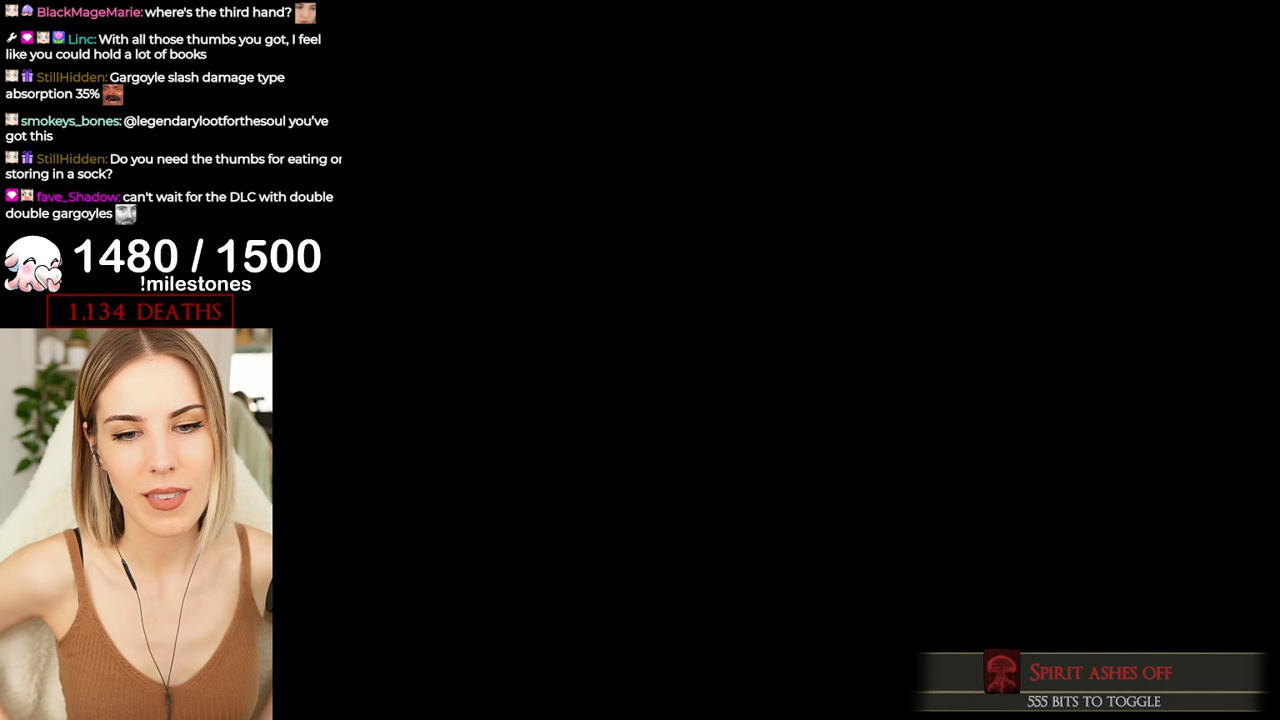 BlackMageMarie: where's the third hand?
Linc: With all those thumbs you got, I feel
like you could hold a lot of books
StillHidden: Gargoyle slash damage type
absorption 35%
smokeys_bones: @legendarylootforthesoul you've
got this
StillHidden: Do you need the thumbs for eating or
storing in a sock?
fave_Shadow: can't wait for the DLC with double
double gargoyles
1480 / 1500
!milestones
1,134 DEATHS
SPIRIT ASHES OFF
555 BITS TO TOGGLE